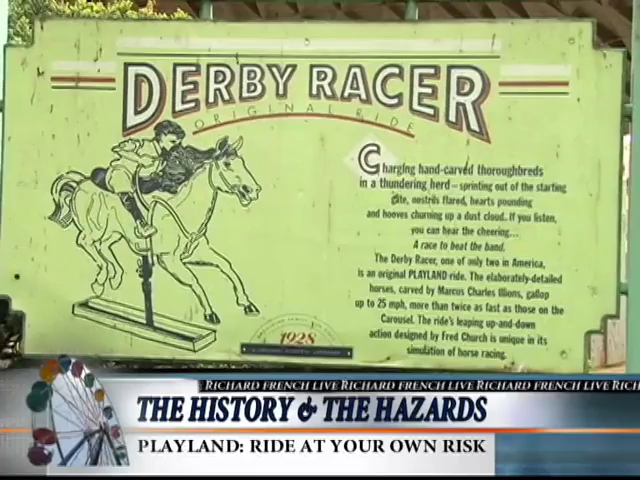 DERBY RACER
ORIGINAL RIDE
Charging hand-carved thoroughbreds
in a thundering herd – sprinting out of the starting
gate, nostrils flared, hearts pounding
and hooves churning up a dust cloud. If you listen,
you can hear the cheering...
A race to beat the band.
The Derby Racer, one of only two in America,
is an original PLAYLAND ride. The elaborately-detailed
horses, carved by Marcus Charles Illions, gallop
up to 25 mph, more than twice as fast as those on the
Carousel. The ride's leaping up-and-down
action designed by Fred Church is unique in its
simulation of horse racing.
1928
RICHARD FRENCH LIVE RICHARD FRENCH LIVE RICHARD FRENCH LIVE RICHARD FRENCH LIVE RICH
THE HISTORY & THE HAZARDS
PLAYLAND: RIDE AT YOUR OWN RISK